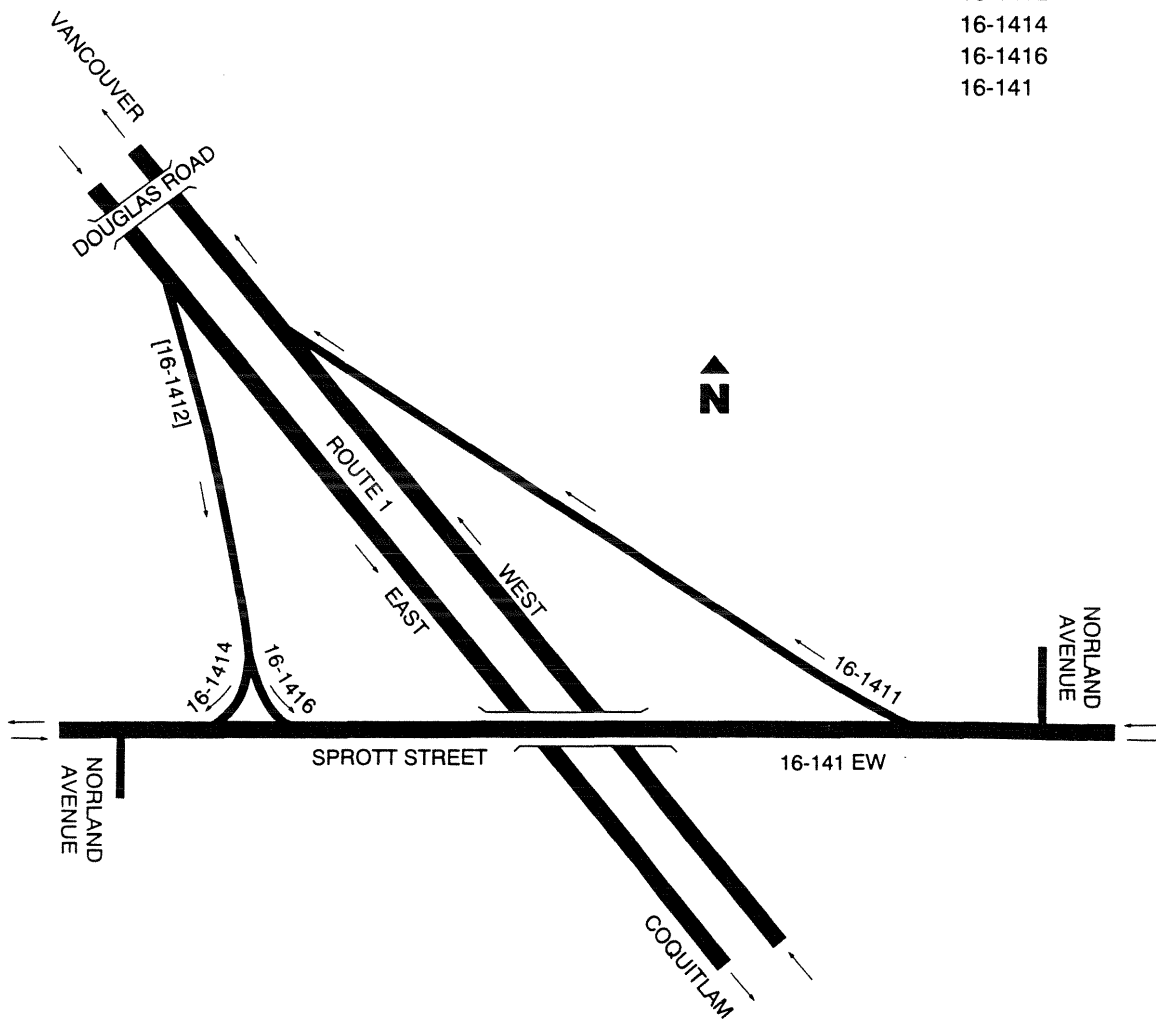 16-1414
16-1416
16-141
VANCOUVER
DOUGLAS ROAD
[16-1412]
N
ROUTE 1
WEST
EAST
16-1414
16-1416
16-1411
NORLAND
AVENUE
SPROTT STREET
16-141 EW
NORLAND
AVENUE
COQUITLAM